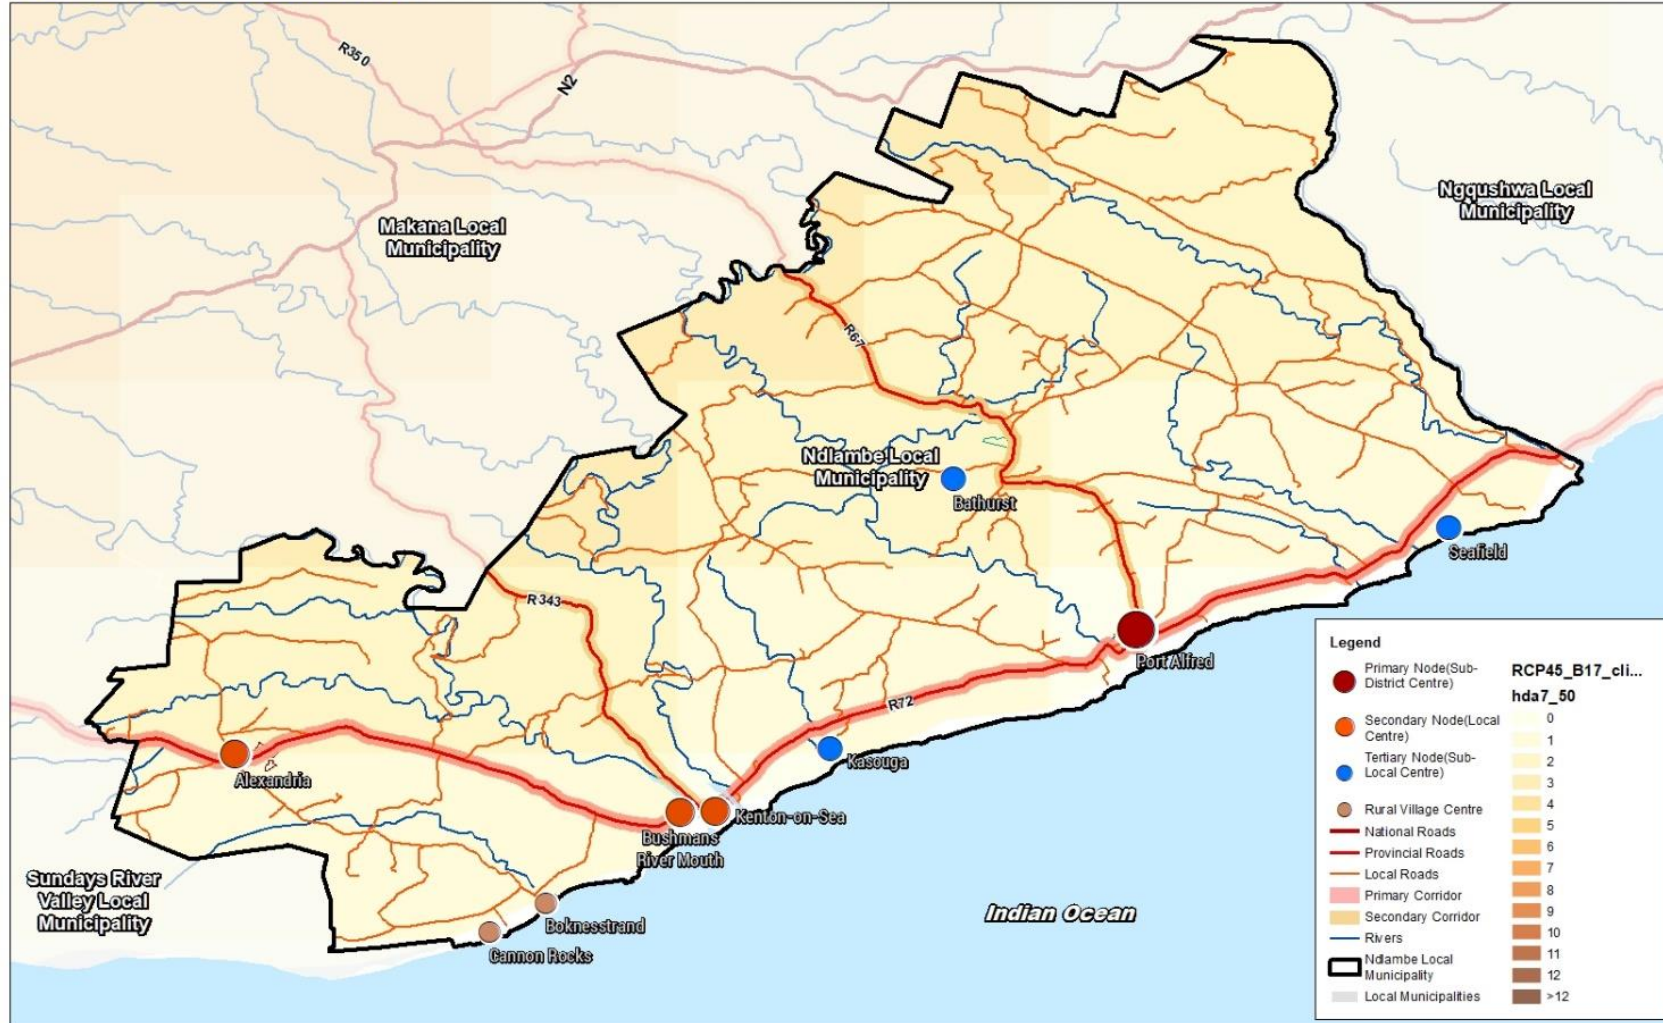 R350
N2
Makana Local
Municipality
Ngqushwa Local
Municipality
R67
Ndlambe Local
Municipality
Bathurst
Seafield
R343
Port Alfred
R72
Kasouga
Alexandria
Kenton-on-Sea
Bushmans
River Mouth
Sundays River
Valley Local
Municipality
Boknesstrand
Cannon Rocks
Indian Ocean
Legend
Primary Node(Sub-
District Centre)
Secondary Node(Local
Centre)
Tertiary Node(Sub-
Local Centre)
Rural Village Centre
National Roads
Provincial Roads
Local Roads
Primary Corridor
Secondary Corridor
Rivers
Ndlambe Local
Municipality
Local Municipalities
RCP45_B17_cli...
hda7_50
0
1
2
3
4
5
6
7
8
9
10
11
12
>12